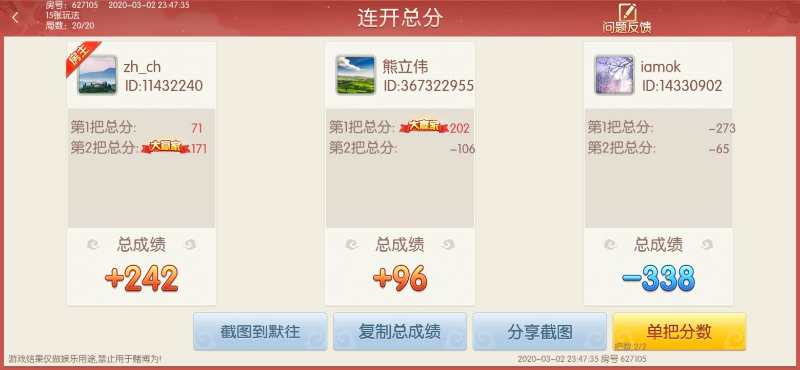 房号: 627105 2020-03-02 23:47:35
15张玩法
局数: 20/20
连开总分
问题反馈
房主
zh_ch
ID:11432240
第1把总分: 71
第2把总分: 大赢家 171
总成绩
+242
熊立伟
ID:367322955
第1把总分: 大赢家 202
第2把总分: -106
总成绩
+96
iamok
ID:14330902
第1把总分: -273
第2把总分: -65
总成绩
-338
截图到默往
复制总成绩
分享截图
单把分数
把数:2/2
游戏结果仅做娱乐用途,禁止用于赌博为!
2020-03-02 23:47:35 房号 627105